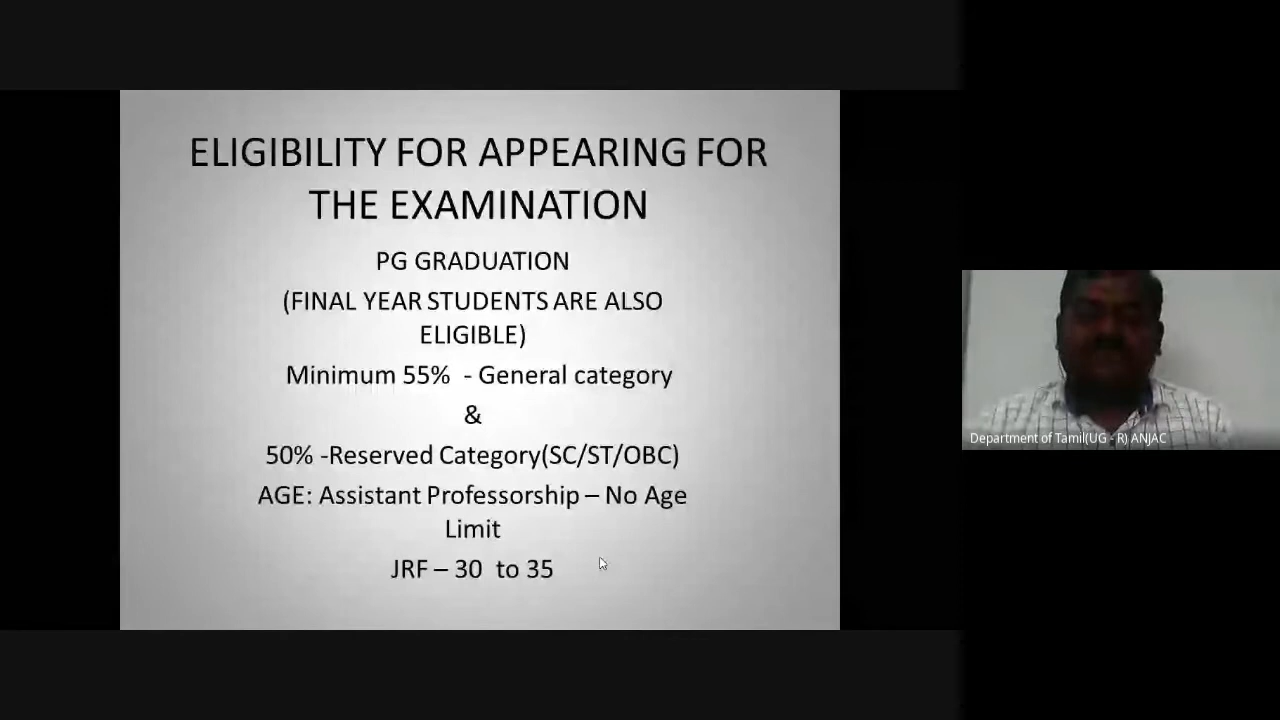 ELIGIBILITY FOR APPEARING FOR
THE EXAMINATION
PG GRADUATION
(FINAL YEAR STUDENTS ARE ALSO
ELIGIBLE)
Minimum 55%  - General category
&
50% -Reserved Category(SC/ST/OBC)
AGE: Assistant Professorship – No Age
Limit
JRF – 30  to 35
Department of Tamil(UG - R) ANJAC